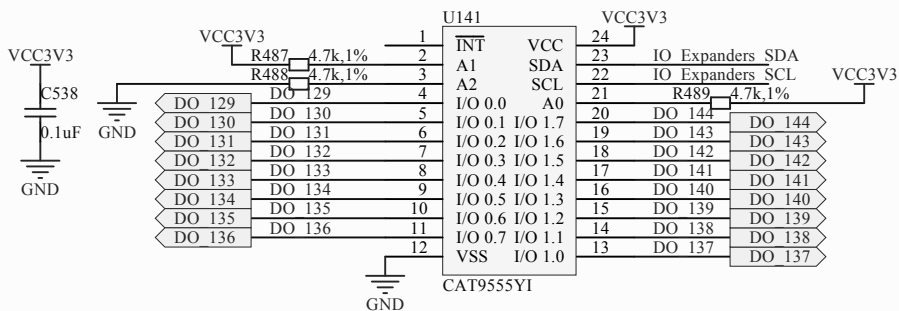 U141
VCC3V3
C538
0.1uF
GND
VCC3V3
R487 4.7k,1%
R488 4.7k,1%
GND
1 INT VCC 24 VCC3V3
2 A1 SDA 23 IO_Expanders_SDA
3 A2 SCL 22 IO_Expanders_SCL
DO_129 DO_129 4 I/O 0.0 A0 21 R489 4.7k,1% VCC3V3
DO_130 DO_130 5 I/O 0.1 I/O 1.7 20 DO_144 DO_144
DO_131 DO_131 6 I/O 0.2 I/O 1.6 19 DO_143 DO_143
DO_132 DO_132 7 I/O 0.3 I/O 1.5 18 DO_142 DO_142
DO_133 DO_133 8 I/O 0.4 I/O 1.4 17 DO_141 DO_141
DO_134 DO_134 9 I/O 0.5 I/O 1.3 16 DO_140 DO_140
DO_135 DO_135 10 I/O 0.6 I/O 1.2 15 DO_139 DO_139
DO_136 DO_136 11 I/O 0.7 I/O 1.1 14 DO_138 DO_138
12 VSS I/O 1.0 13 DO_137 DO_137
GND
CAT9555YI